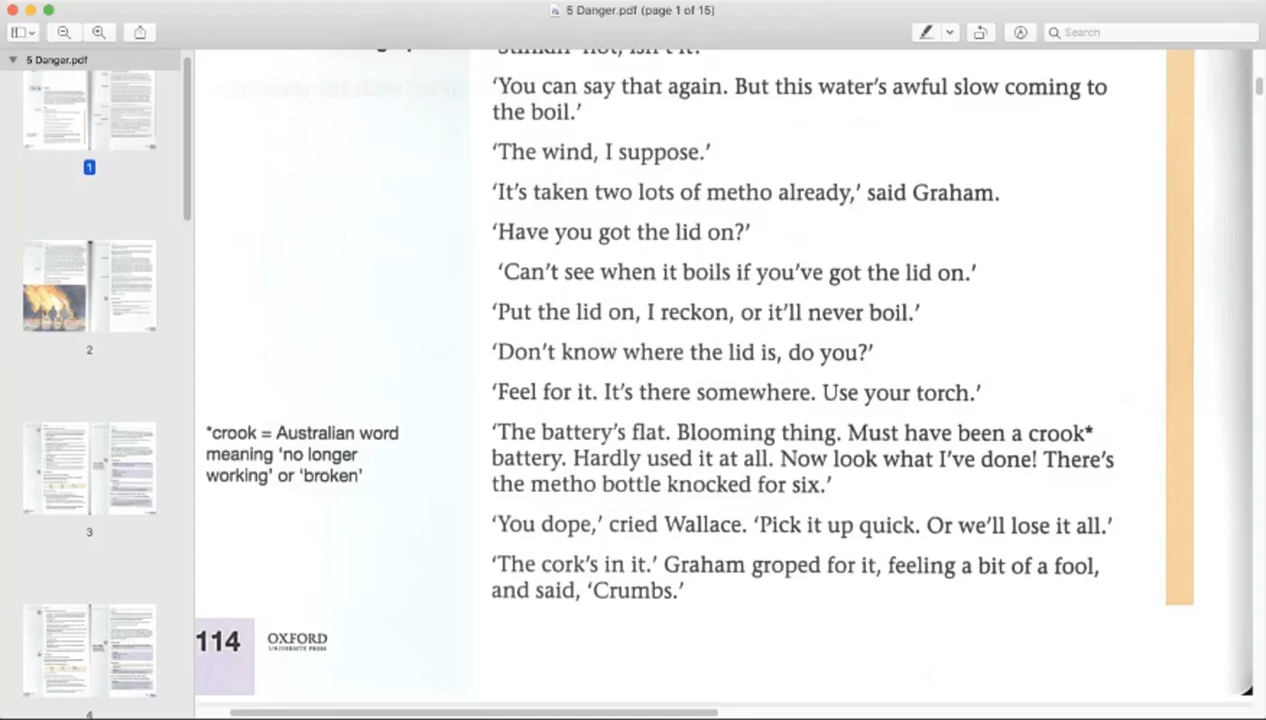 5 Danger.pdf (page 1 of 15)
Search
5 Danger.pdf
1
2
3
4
'You can say that again. But this water's awful slow coming to
the boil.'
'The wind, I suppose.'
'It's taken two lots of metho already,' said Graham.
'Have you got the lid on?'
'Can't see when it boils if you've got the lid on.'
'Put the lid on, I reckon, or it'll never boil.'
'Don't know where the lid is, do you?'
'Feel for it. It's there somewhere. Use your torch.'
*crook = Australian word
meaning 'no longer
working' or 'broken'
'The battery's flat. Blooming thing. Must have been a crook*
battery. Hardly used it at all. Now look what I've done! There's
the metho bottle knocked for six.'
'You dope,' cried Wallace. 'Pick it up quick. Or we'll lose it all.'
'The cork's in it.' Graham groped for it, feeling a bit of a fool,
and said, 'Crumbs.'
114
OXFORD
UNIVERSITY PRESS